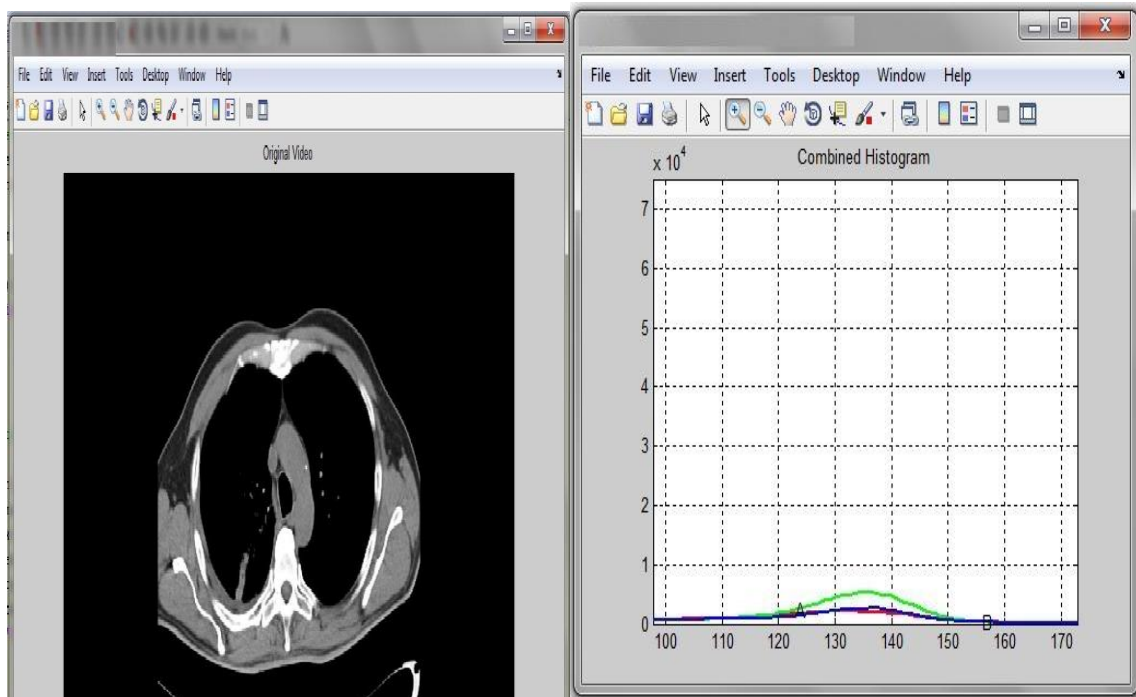 File Edit View Insert Tools Desktop Window Help
Original Video
File Edit View Insert Tools Desktop Window Help
x 10^4
Combined Histogram
7
6
5
4
3
2
1
0
A
B
100 110 120 130 140 150 160 170